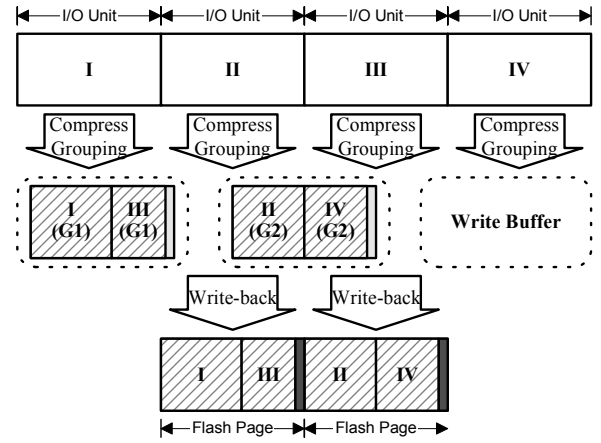 I/O Unit I/O Unit I/O Unit I/O Unit
I II III IV
Compress Compress Compress Compress
Grouping Grouping Grouping Grouping
I III II IV
(G1) (G1) (G2) (G2)
Write Buffer
Write-back Write-back
I III II IV
Flash Page Flash Page